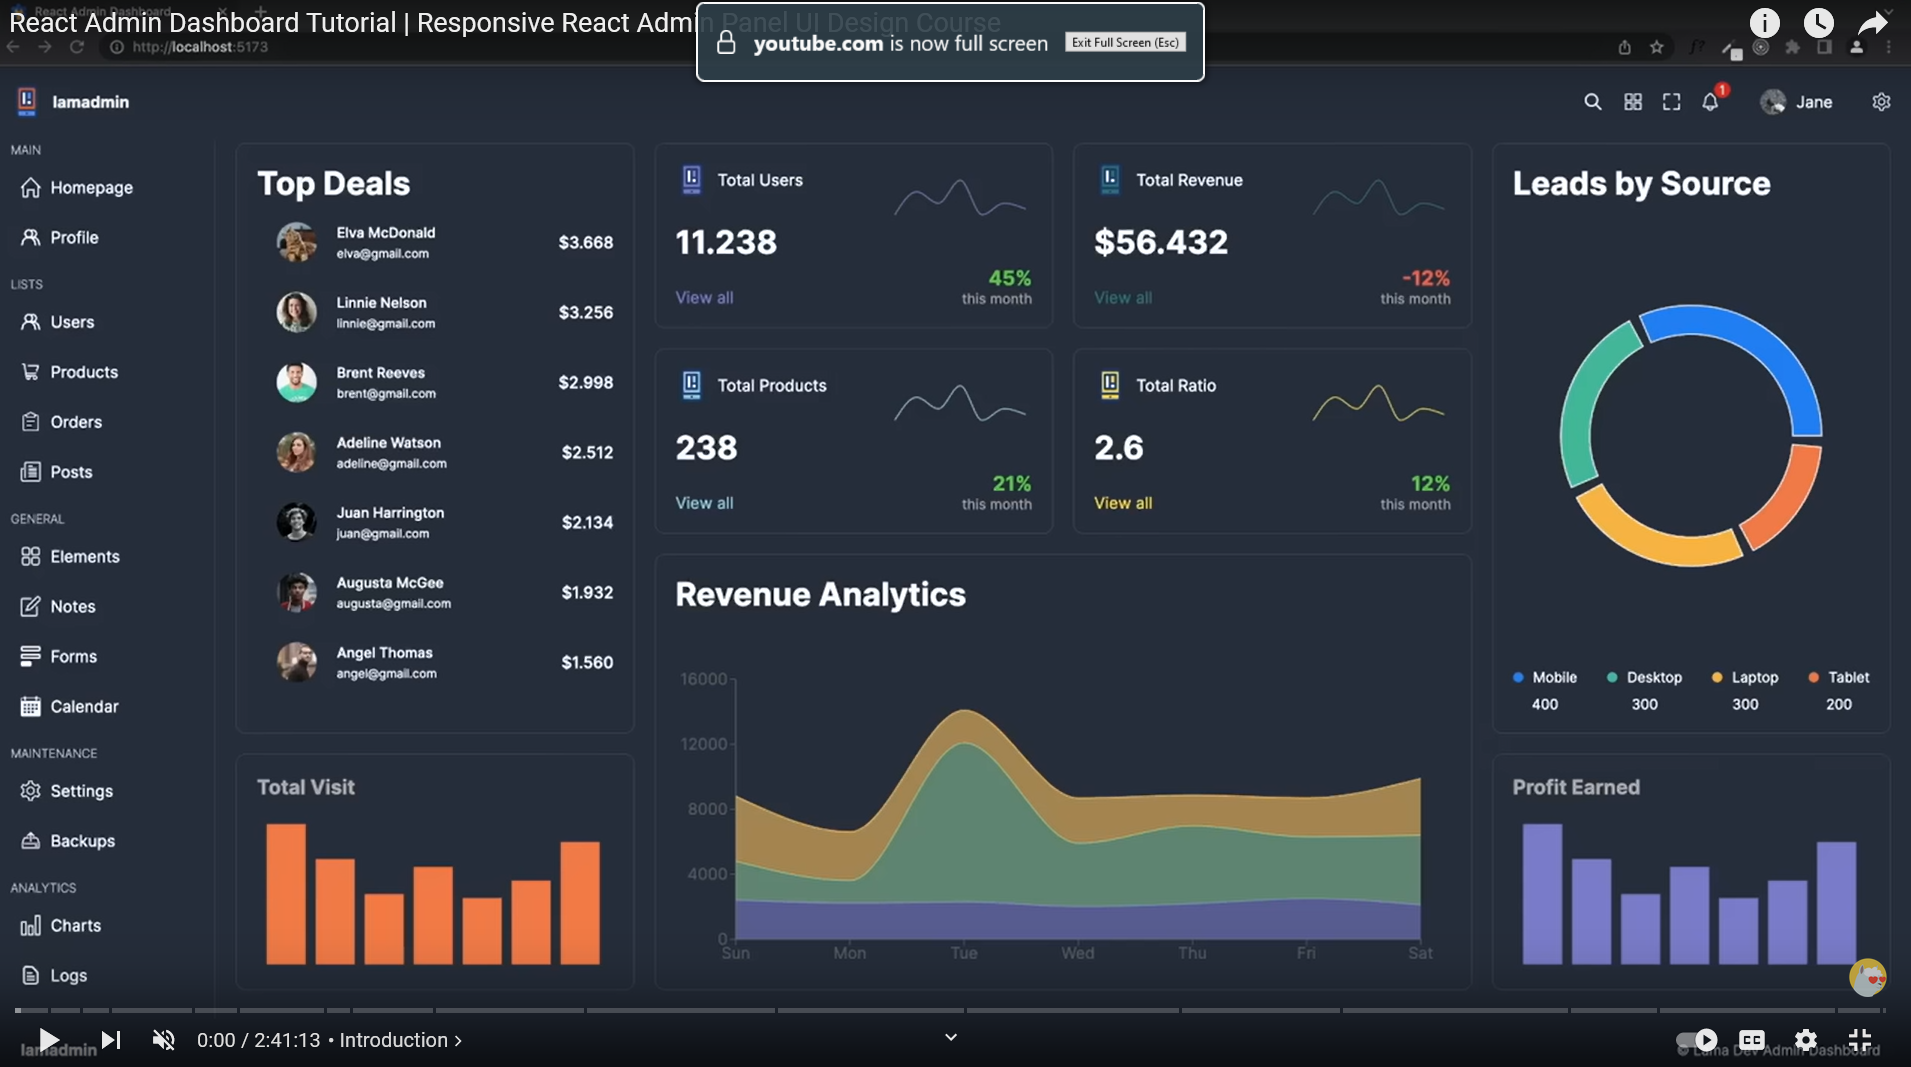 React Admin Dashboard
React Admin Dashboard Tutorial | Responsive React Admin Panel UI Design Course
youtube.com is now full screen
Exit Full Screen (Esc)
http://localhost:5173
lamadmin
1
Jane
MAIN
Homepage
Profile
LISTS
Users
Products
Orders
Posts
GENERAL
Elements
Notes
Forms
Calendar
MAINTENANCE
Settings
Backups
ANALYTICS
Charts
Logs
Top Deals
Elva McDonald
elva@gmail.com
$3.668
Linnie Nelson
linnie@gmail.com
$3.256
Brent Reeves
brent@gmail.com
$2.998
Adeline Watson
adeline@gmail.com
$2.512
Juan Harrington
juan@gmail.com
$2.134
Augusta McGee
augusta@gmail.com
$1.932
Angel Thomas
angel@gmail.com
$1.560
Total Users
11.238
45%
View all
this month
Total Revenue
$56.432
-12%
View all
this month
Total Products
238
21%
View all
this month
Total Ratio
2.6
12%
View all
this month
Leads by Source
Mobile Desktop Laptop Tablet
400 300 300 200
Total Visit
Revenue Analytics
16000
12000
8000
4000
0
Sun Mon Tue Wed Thu Fri Sat
Profit Earned
0:00 / 2:41:13 • Introduction
CC
lamadmin
© Lama Dev Admin Dashboard